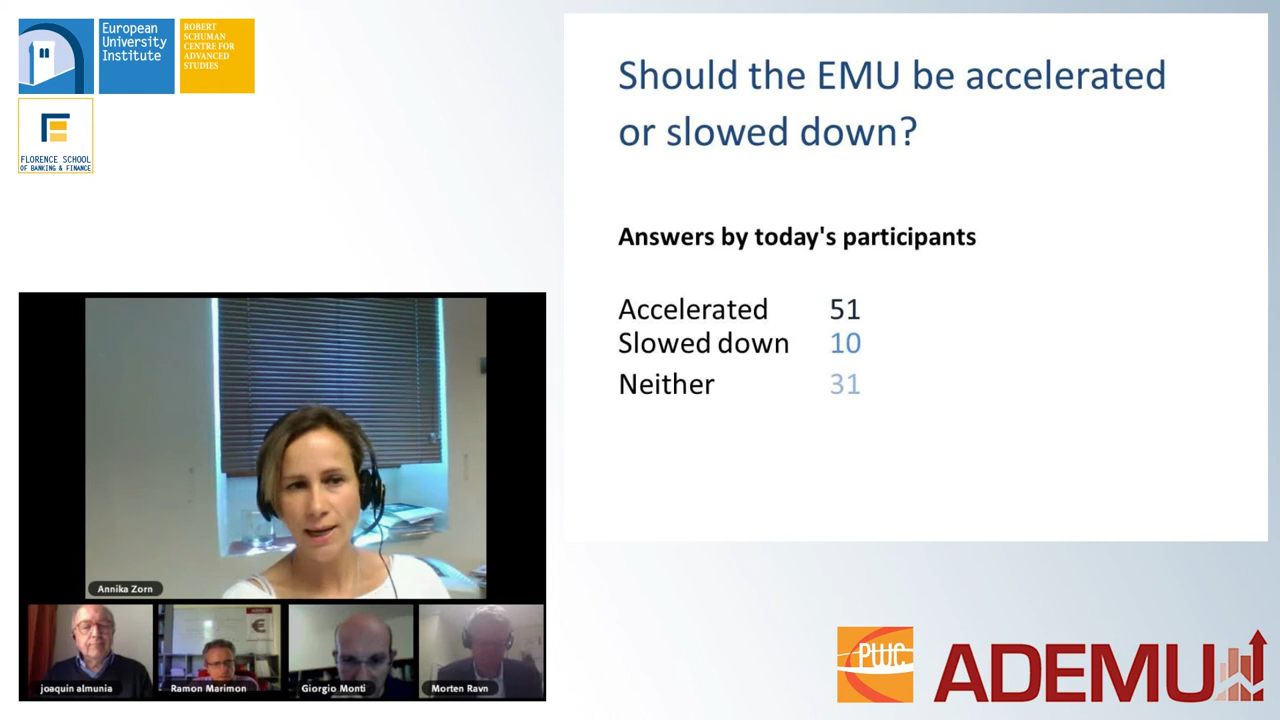 European
University
Institute
ROBERT
SCHUMAN
CENTRE FOR
ADVANCED
STUDIES
FLORENCE SCHOOL
OF BANKING & FINANCE
Should the EMU be accelerated
or slowed down?
Answers by today's participants
Accelerated 51
Slowed down 10
Neither 31
Annika Zorn
joaquin almunia
Ramon Marimon
Giorgio Monti
Morten Ravn
€
PWC
ADEMU